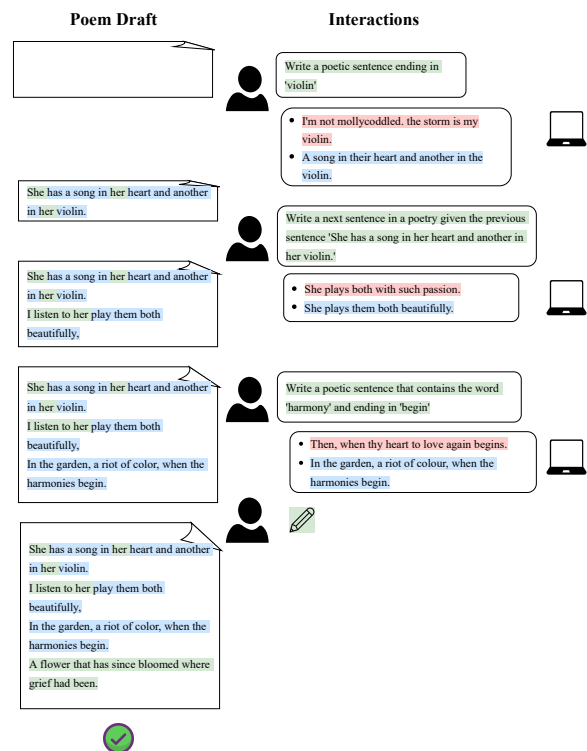 Poem Draft
Interactions
Write a poetic sentence ending in
'violin'
I'm not mollycoddled. the storm is my
violin.
A song in their heart and another in the
violin.
She has a song in her heart and another
in her violin.
Write a next sentence in a poetry given the previous
sentence 'She has a song in her heart and another in
her violin.'
She plays both with such passion.
She plays them both beautifully.
She has a song in her heart and another
in her violin.
I listen to her play them both
beautifully,
Write a poetic sentence that contains the word
'harmony' and ending in 'begin'
Then, when thy heart to love again begins.
In the garden, a riot of colour, when the
harmonies begin.
She has a song in her heart and another
in her violin.
I listen to her play them both
beautifully,
In the garden, a riot of color, when the
harmonies begin.
She has a song in her heart and another
in her violin.
I listen to her play them both
beautifully,
In the garden, a riot of color, when the
harmonies begin.
A flower that has since bloomed where
grief had been.